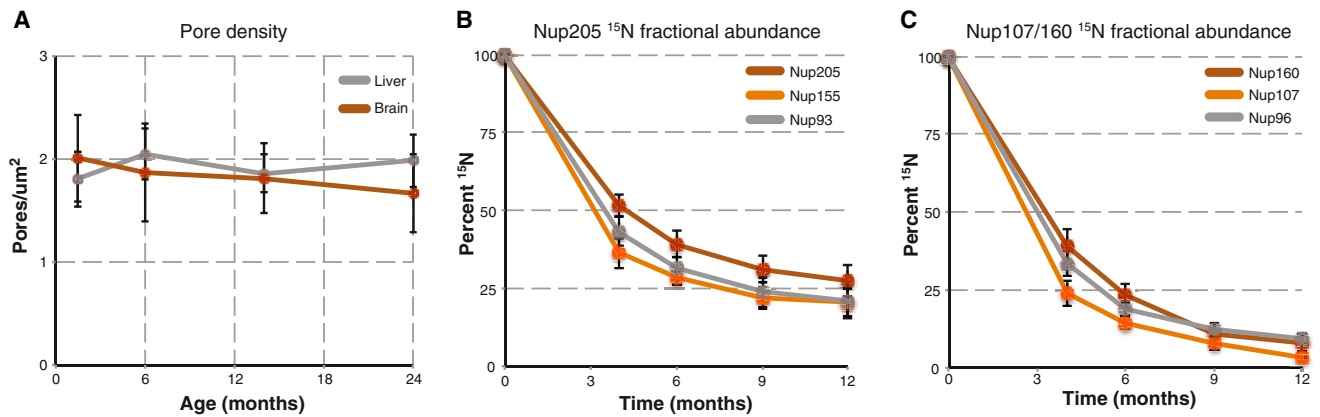 A
Pore density
3
2
1
0
0
6
12
18
24
Liver
Brain
Pores/um²
Age (months)
B
Nup205 ¹⁵N fractional abundance
100
75
50
25
0
0
3
6
9
12
Nup205
Nup155
Nup93
Percent ¹⁵N
Time (months)
C
Nup107/160 ¹⁵N fractional abundance
100
75
50
25
0
0
3
6
9
12
Nup160
Nup107
Nup96
Percent ¹⁵N
Time (months)